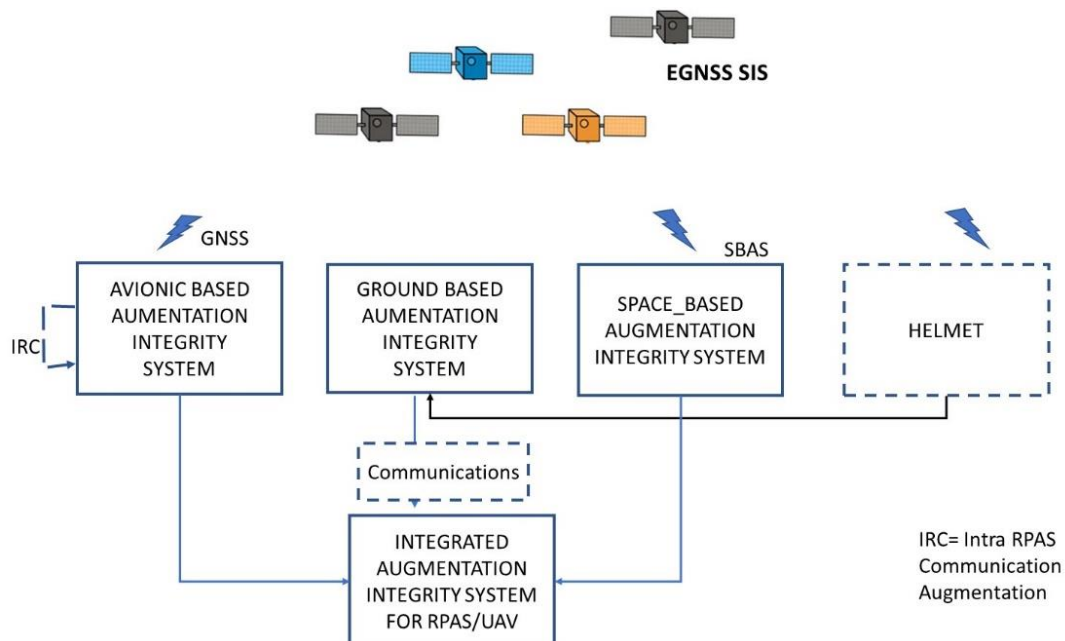 EGNSS SIS
GNSS
SBAS
AVIONIC BASED
AUMENTATION
INTEGRITY
SYSTEM
GROUND BASED
AUMENTATION
INTEGRITY
SYSTEM
SPACE_BASED
AUGMENTATION
INTEGRITY SYSTEM
HELMET
IRC
Communications
INTEGRATED
AUGMENTATION
INTEGRITY SYSTEM
FOR RPAS/UAV
IRC= Intra RPAS
Communication
Augmentation